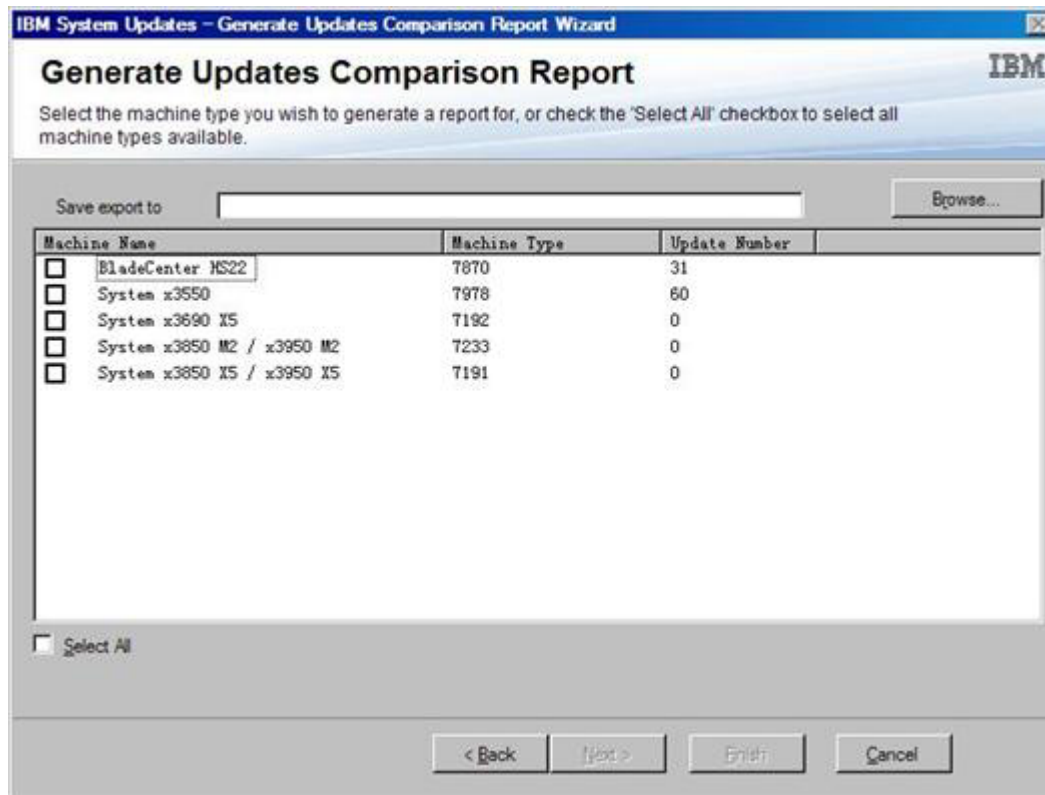 IBM System Updates - Generate Updates Comparison Report Wizard
Generate Updates Comparison Report
IBM
Select the machine type you wish to generate a report for, or check the 'Select All' checkbox to select all
machine types available.
Save export to
Browse...
Machine Name Machine Type Update Number
BladeCenter HS22 7870 31
System x3550 7978 60
System x3690 X5 7192 0
System x3850 M2 / x3950 M2 7233 0
System x3850 X5 / x3950 X5 7191 0
Select All
< Back Next > Finish Cancel